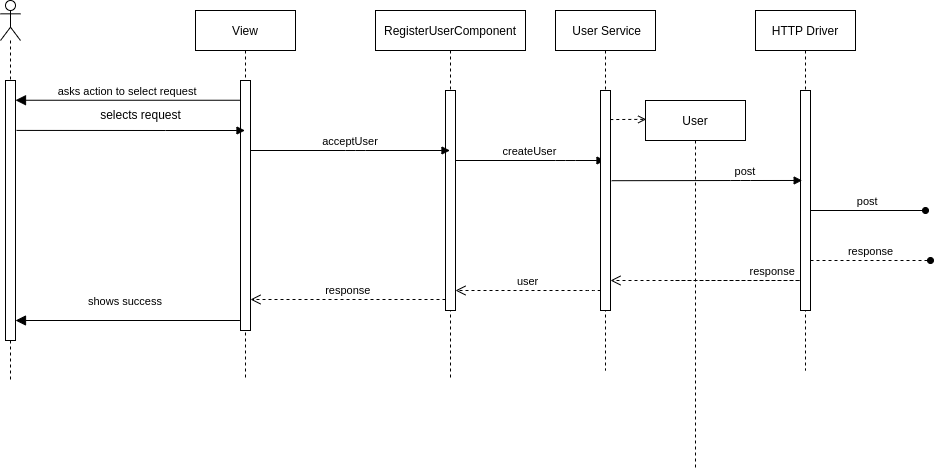 View
RegisterUserComponent
User Service
HTTP Driver
asks action to select request
selects request
User
acceptUser
createUser
post
post
response
response
user
response
shows success